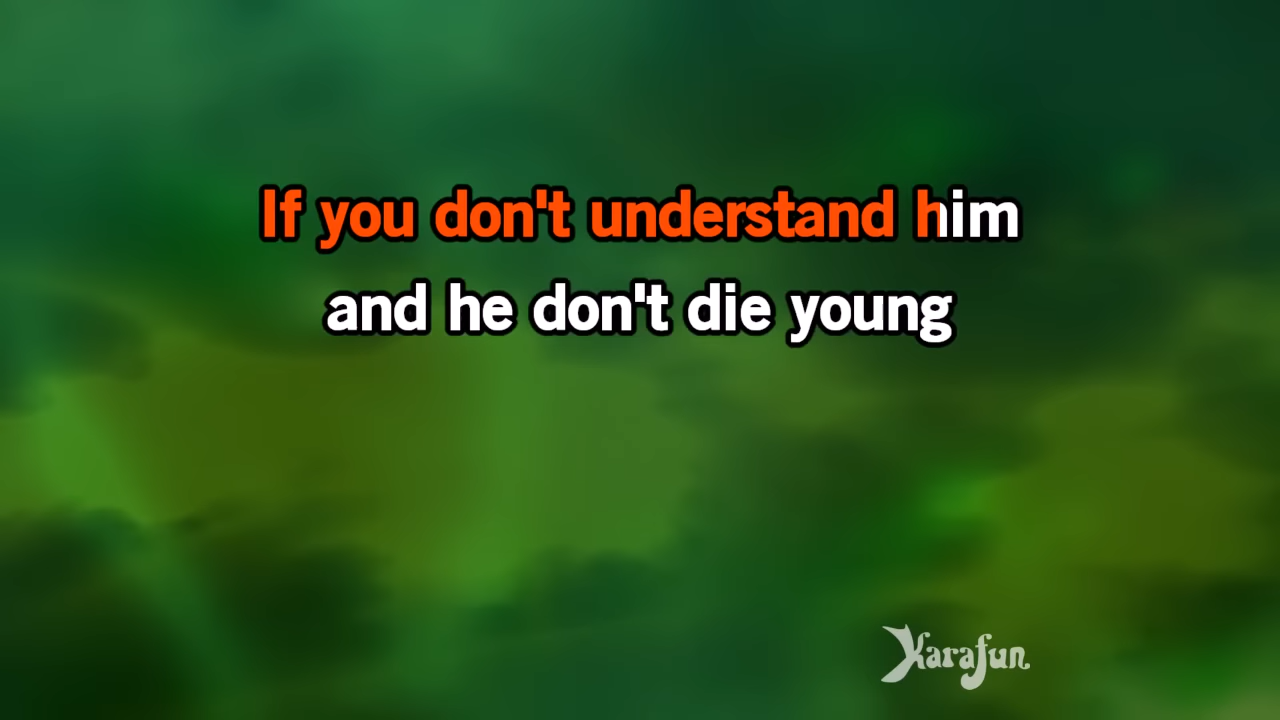 If you don't understand him
and he don't die young
Karafun